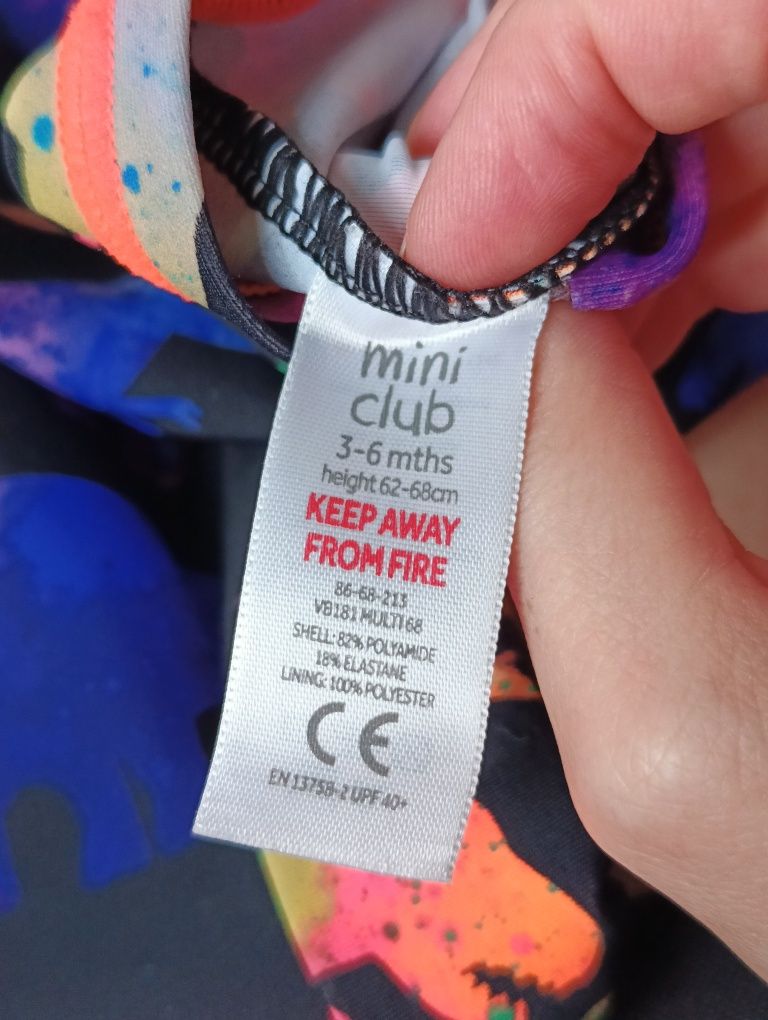 mini
club
3-6 mths
height 62-68cm
KEEP AWAY
FROM FIRE
86-68-213
VB181 MULTI 68
SHELL: 82% POLYAMIDE
18% ELASTANE
LINING: 100% POLYESTER
CE
EN 13758-2 UPF 40+